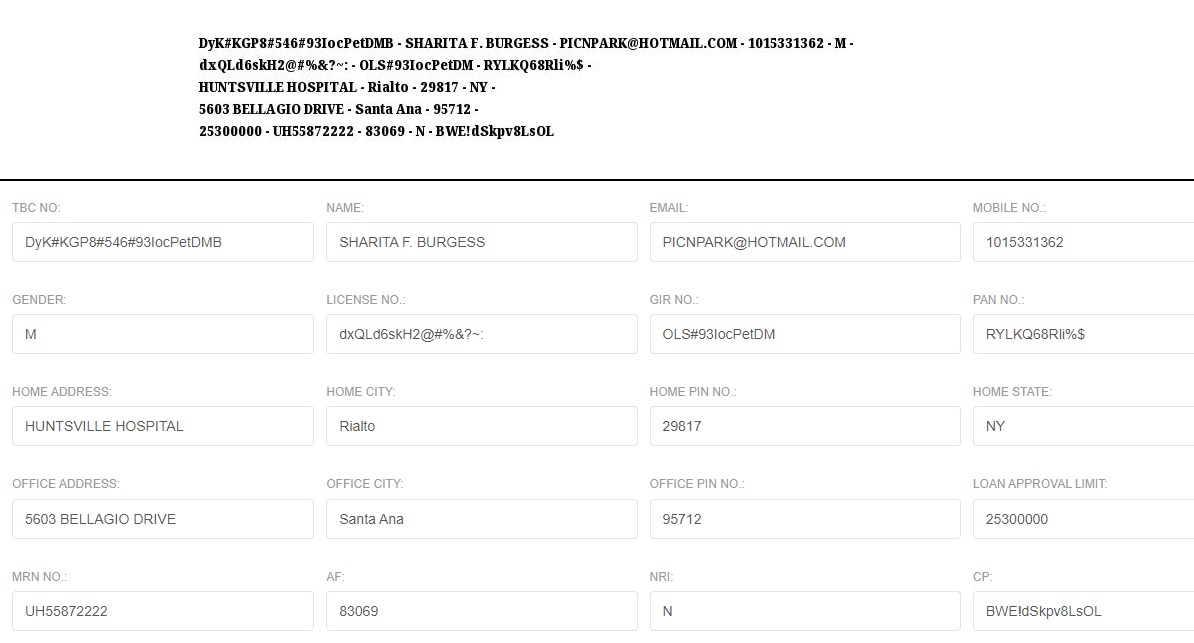 DyK#KGP8#546#93IocPetDMB - SHARITA F. BURGESS - PICNPARK@HOTMAIL.COM - 1015331362 - M -
dxQLd6skH2@#%&?~: - OLS#93IocPetDM - RYLKQ68Rli%$ -
HUNTSVILLE HOSPITAL - Rialto - 29817 - NY -
5603 BELLAGIO DRIVE - Santa Ana - 95712 -
25300000 - UH55872222 - 83069 - N - BWE!dSkpv8LsOL
TBC NO: NAME: EMAIL: MOBILE NO.:
DyK#KGP8#546#93IocPetDMB SHARITA F. BURGESS PICNPARK@HOTMAIL.COM 1015331362
GENDER: LICENSE NO.: GIR NO.: PAN NO.:
M dxQLd6skH2@#%&?~: OLS#93IocPetDM RYLKQ68Rli%$
HOME ADDRESS: HOME CITY: HOME PIN NO.: HOME STATE:
HUNTSVILLE HOSPITAL Rialto 29817 NY
OFFICE ADDRESS: OFFICE CITY: OFFICE PIN NO.: LOAN APPROVAL LIMIT:
5603 BELLAGIO DRIVE Santa Ana 95712 25300000
MRN NO.: AF: NRI: CP:
UH55872222 83069 N BWE!dSkpv8LsOL